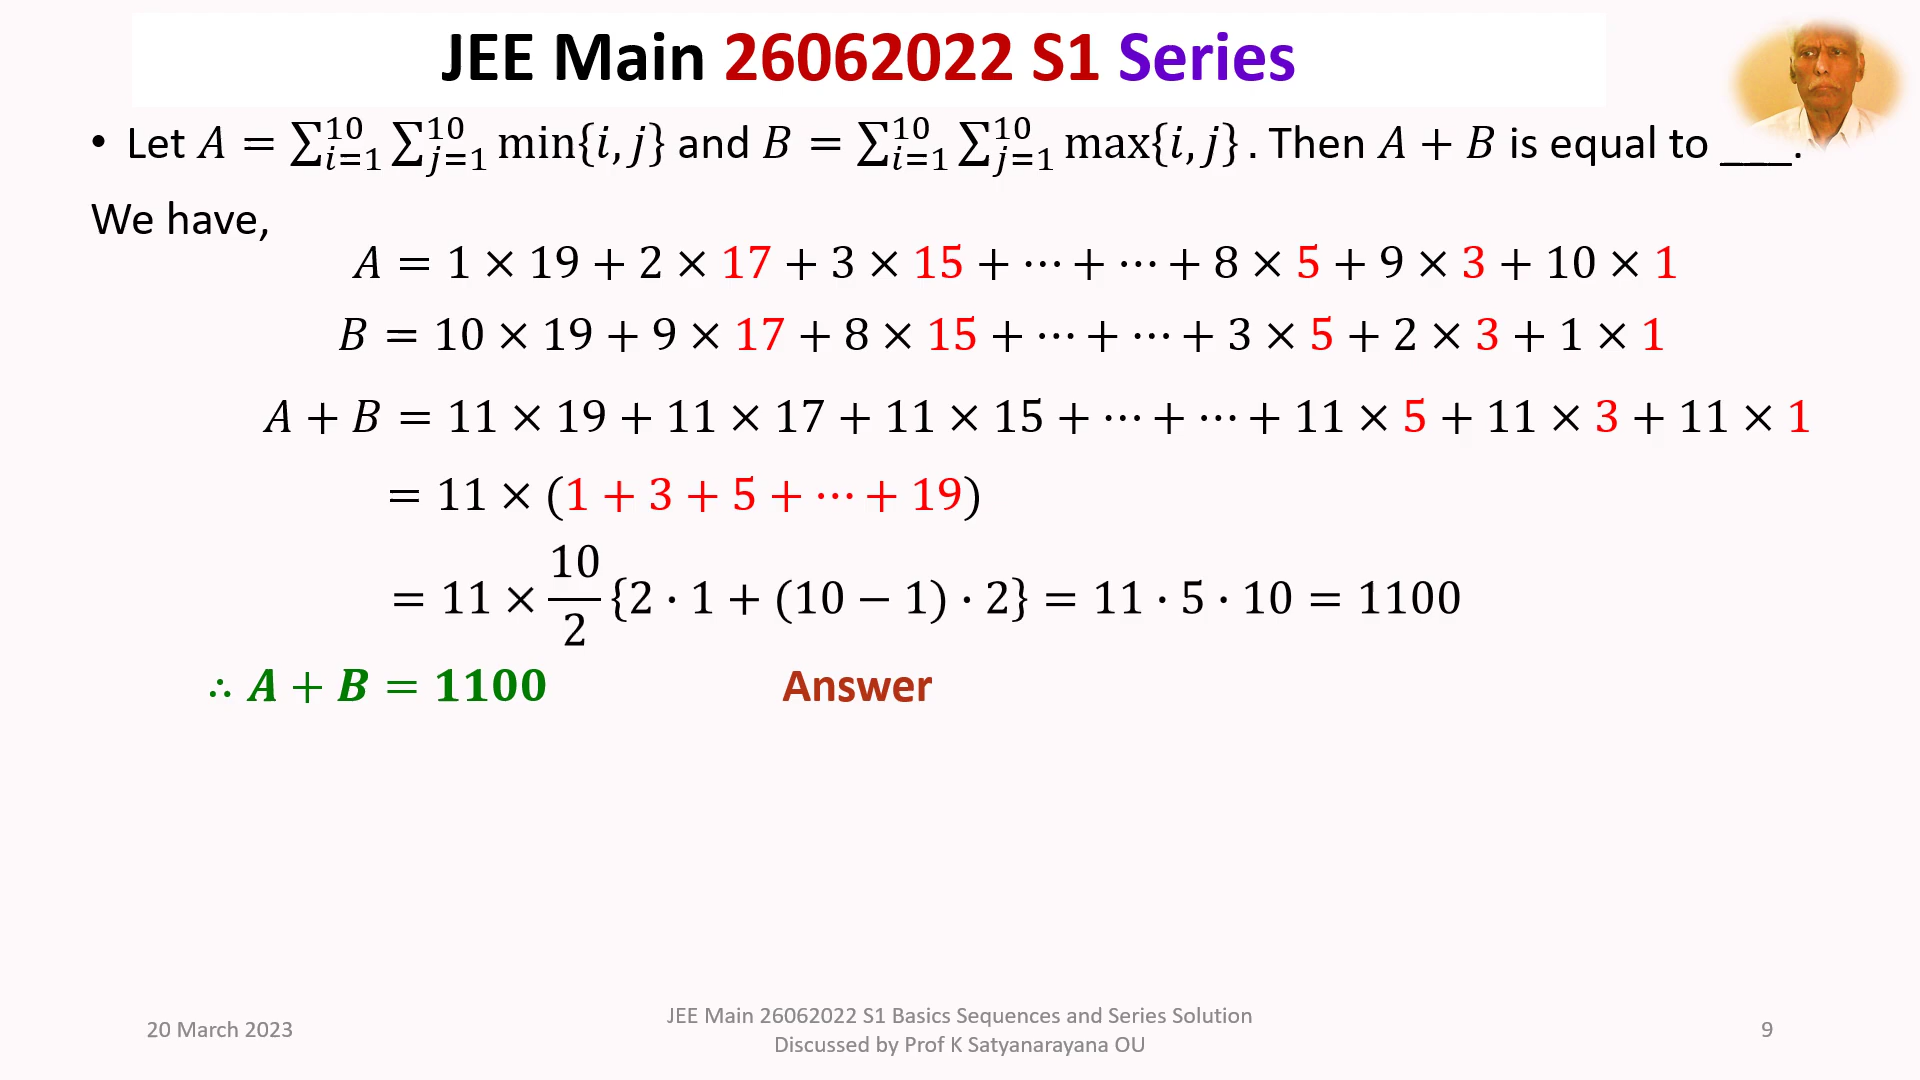 JEE Main 26062022 S1 Series
• Let A = ∑_{i=1}^{10} ∑_{j=1}^{10} min{i, j} and B = ∑_{i=1}^{10} ∑_{j=1}^{10} max{i, j} . Then A + B is equal to ___.
We have,
A = 1 × 19 + 2 × 17 + 3 × 15 + ⋯ + ⋯ + 8 × 5 + 9 × 3 + 10 × 1
B = 10 × 19 + 9 × 17 + 8 × 15 + ⋯ + ⋯ + 3 × 5 + 2 × 3 + 1 × 1
A + B = 11 × 19 + 11 × 17 + 11 × 15 + ⋯ + ⋯ + 11 × 5 + 11 × 3 + 11 × 1
= 11 × (1 + 3 + 5 + ⋯ + 19)
= 11 × 10/2 {2 · 1 + (10 − 1) · 2} = 11 · 5 · 10 = 1100
∴ A + B = 1100 Answer
20 March 2023
JEE Main 26062022 S1 Basics Sequences and Series Solution
Discussed by Prof K Satyanarayana OU
9